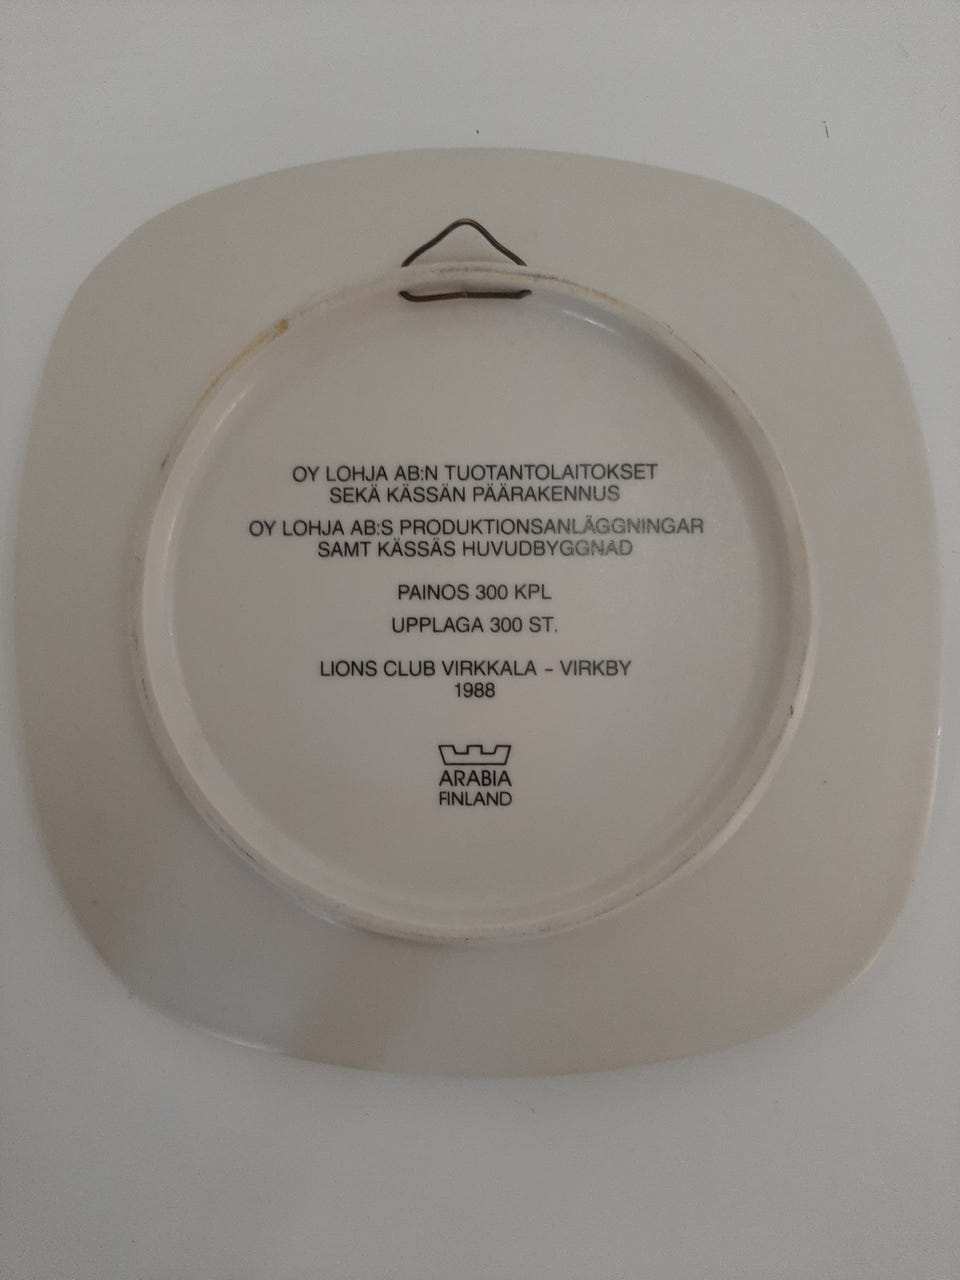 OY LOHJA AB:N TUOTANTOLAITOKSET
SEKÄ KÄSSÄN PÄÄRAKENNUS
OY LOHJA AB:S PRODUKTIONSANLÄGGNINGAR
SAMT KÄSSÄS HUVUDBYGGNAD
PAINOS 300 KPL
UPPLAGA 300 ST.
LIONS CLUB VIRKKALA – VIRKBY
1988
ARABIA
FINLAND